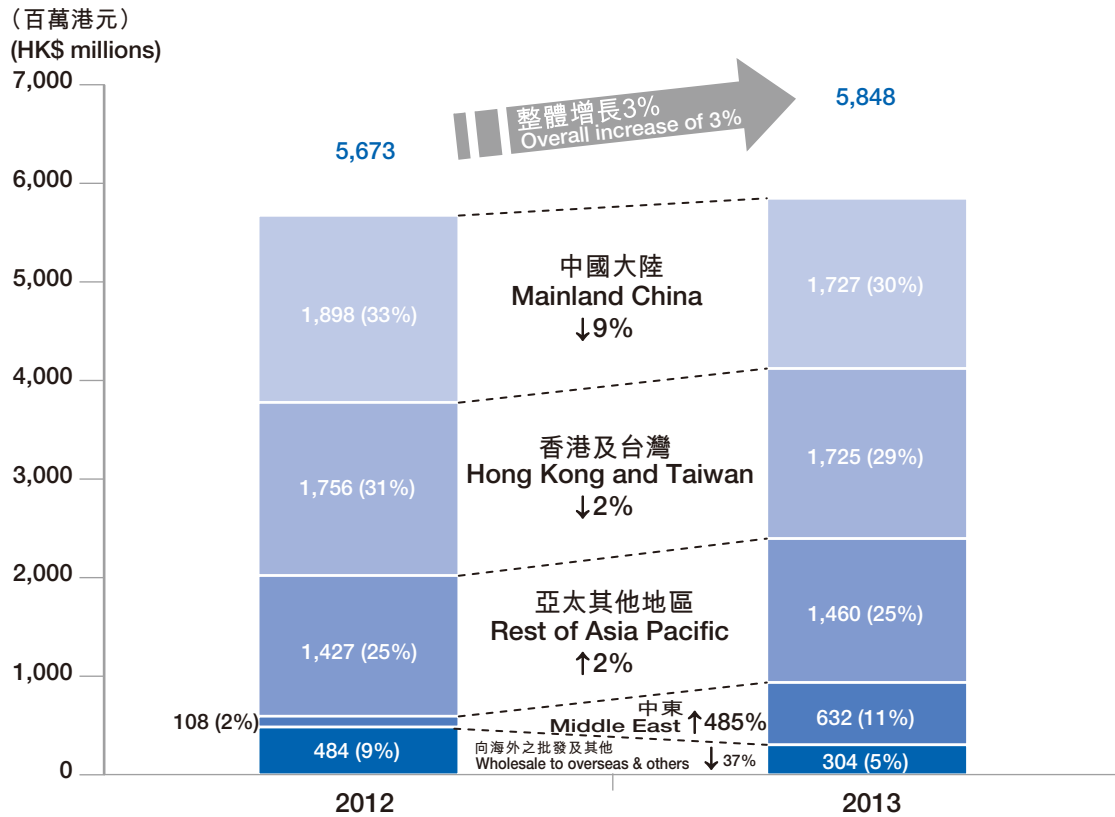 （百萬港元）
(HK$ millions)
7,000
6,000
5,000
4,000
3,000
2,000
1,000
0
5,673
整體增長3%
Overall increase of 3%
5,848
1,898 (33%)
中國大陸
Mainland China
↓9%
1,727 (30%)
1,756 (31%)
香港及台灣
Hong Kong and Taiwan
↓2%
1,725 (29%)
1,427 (25%)
亞太其他地區
Rest of Asia Pacific
↑2%
1,460 (25%)
108 (2%)
中東
Middle East ↑485%
632 (11%)
484 (9%)
向海外之批發及其他
Wholesale to overseas & others ↓37%
304 (5%)
2012
2013